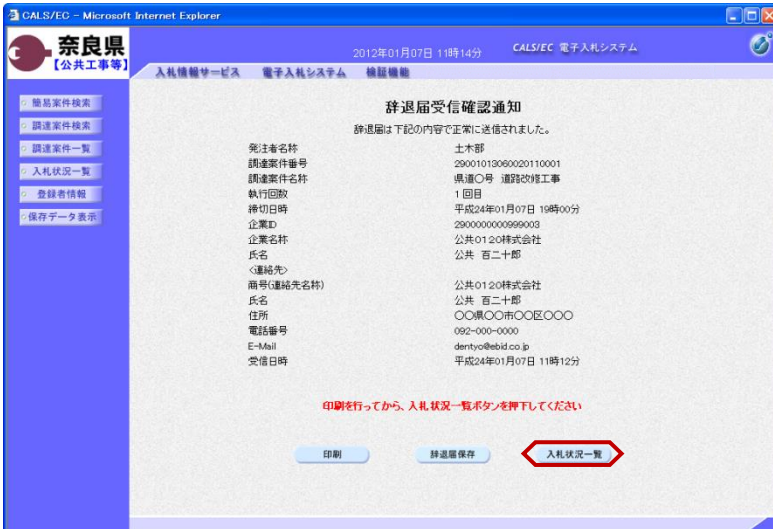 CALS/EC - Microsoft Internet Explorer
奈良県
【公共工事等】
2012年01月07日 11時14分
CALS/EC 電子入札システム
入札情報サービス 電子入札システム 検証機能
簡易案件検索
調達案件検索
調達案件一覧
入札状況一覧
登録者情報
保存データ表示
辞退届受信確認通知
辞退届は下記の内容で正常に送信されました。
発注者名称 土木部
調達案件番号 29001013060020110001
調達案件名称 県道〇号 道路改修工事
執行回数 1回目
締切日時 平成24年01月07日 19時00分
企業ID 2900000000999003
企業名称 公共0120株式会社
氏名 公共 百二十郎
<連絡先>
商号(連絡先名称) 公共0120株式会社
氏名 公共 百二十郎
住所 〇〇県〇〇市〇〇区〇〇〇
電話番号 092-000-0000
E-Mail dentyo@ebid.co.jp
受信日時 平成24年01月07日 11時12分
印刷を行ってから、入札状況一覧ボタンを押下してください
印刷 辞退届保存 入札状況一覧